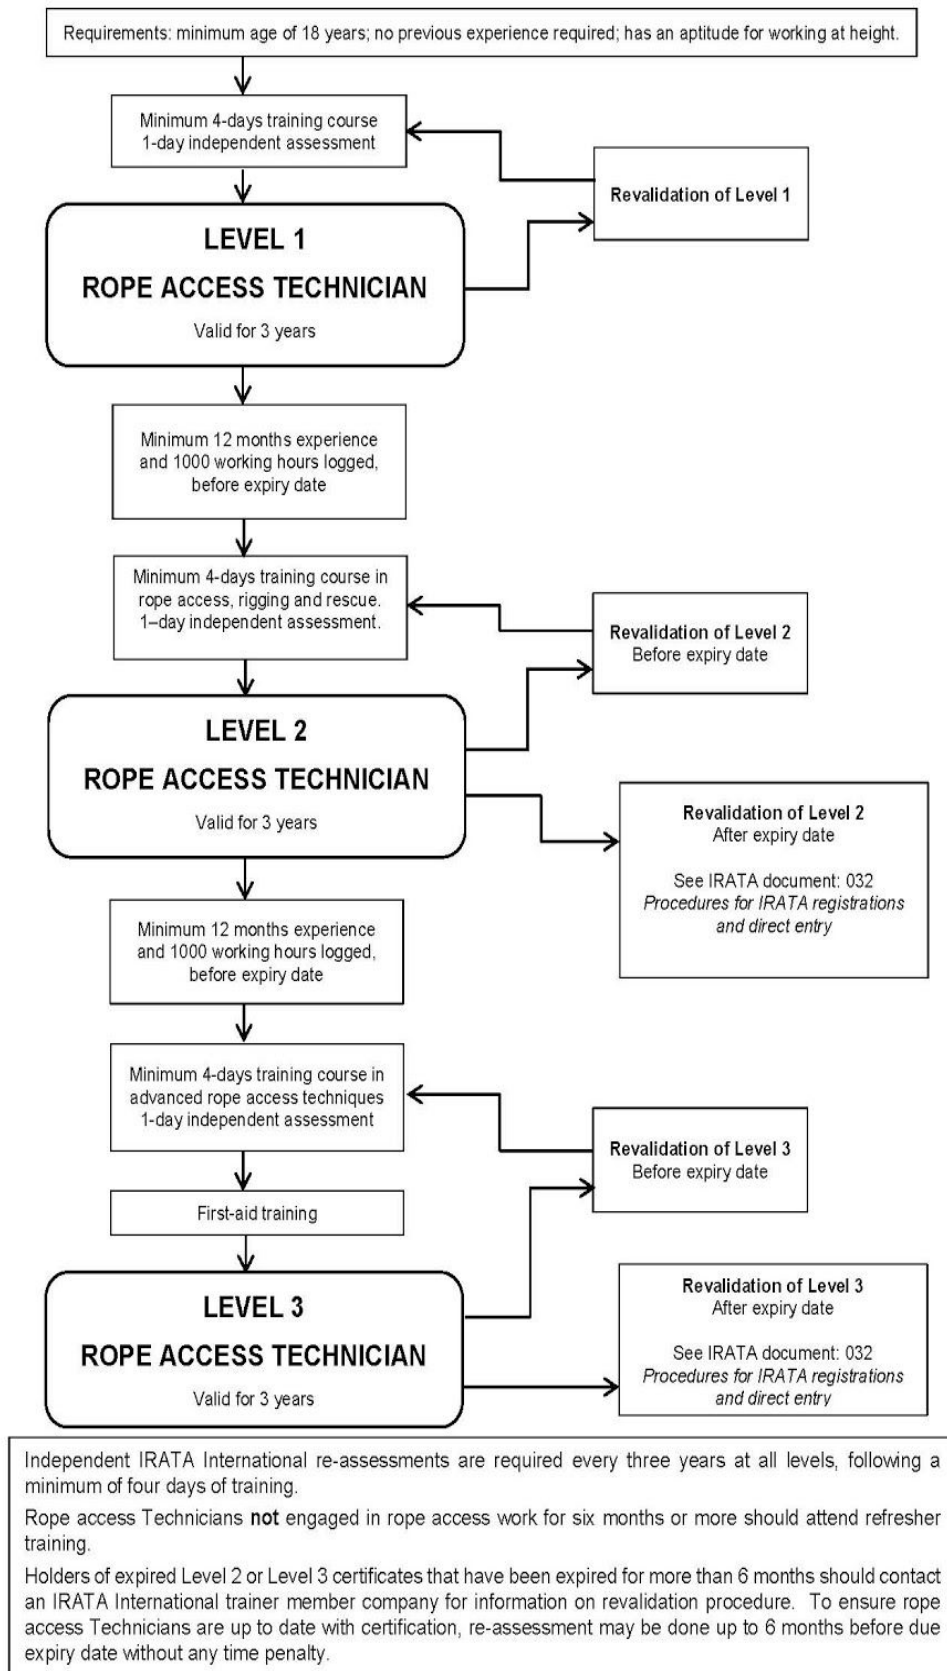 Requirements: minimum age of 18 years; no previous experience required; has an aptitude for working at height.
Minimum 4-days training course
1-day independent assessment
Revalidation of Level 1
LEVEL 1
ROPE ACCESS TECHNICIAN
Valid for 3 years
Minimum 12 months experience
and 1000 working hours logged,
before expiry date
Minimum 4-days training course in
rope access, rigging and rescue.
1–day independent assessment.
Revalidation of Level 2
Before expiry date
LEVEL 2
ROPE ACCESS TECHNICIAN
Valid for 3 years
Revalidation of Level 2
After expiry date
See IRATA document: 032
Procedures for IRATA registrations
and direct entry
Minimum 12 months experience
and 1000 working hours logged,
before expiry date
Minimum 4-days training course in
advanced rope access techniques
1-day independent assessment
Revalidation of Level 3
Before expiry date
First-aid training
LEVEL 3
ROPE ACCESS TECHNICIAN
Valid for 3 years
Revalidation of Level 3
After expiry date
See IRATA document: 032
Procedures for IRATA registrations
and direct entry
Independent IRATA International re-assessments are required every three years at all levels, following a
minimum of four days of training.
Rope access Technicians not engaged in rope access work for six months or more should attend refresher
training.
Holders of expired Level 2 or Level 3 certificates that have been expired for more than 6 months should contact
an IRATA International trainer member company for information on revalidation procedure. To ensure rope
access Technicians are up to date with certification, re-assessment may be done up to 6 months before due
expiry date without any time penalty.